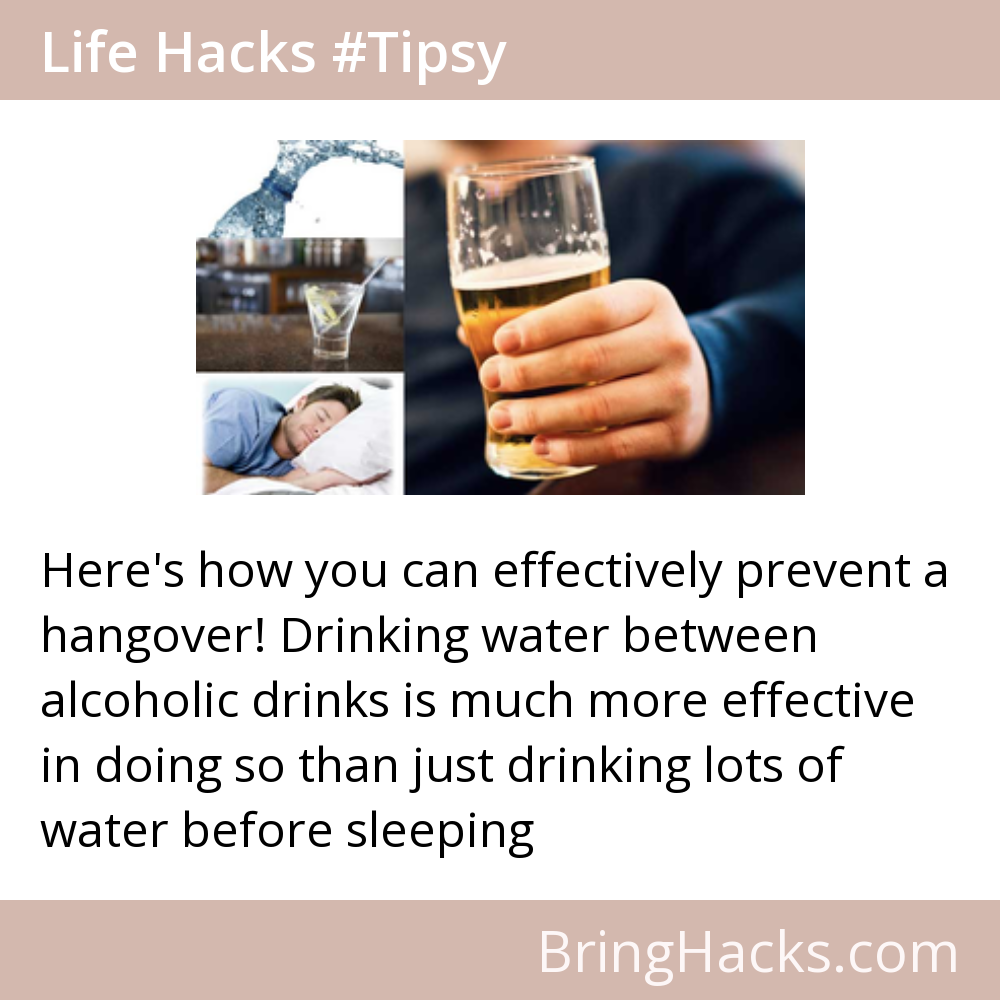 Life Hacks #Tipsy
Here's how you can effectively prevent a
hangover! Drinking water between
alcoholic drinks is much more effective
in doing so than just drinking lots of
water before sleeping
BringHacks.com